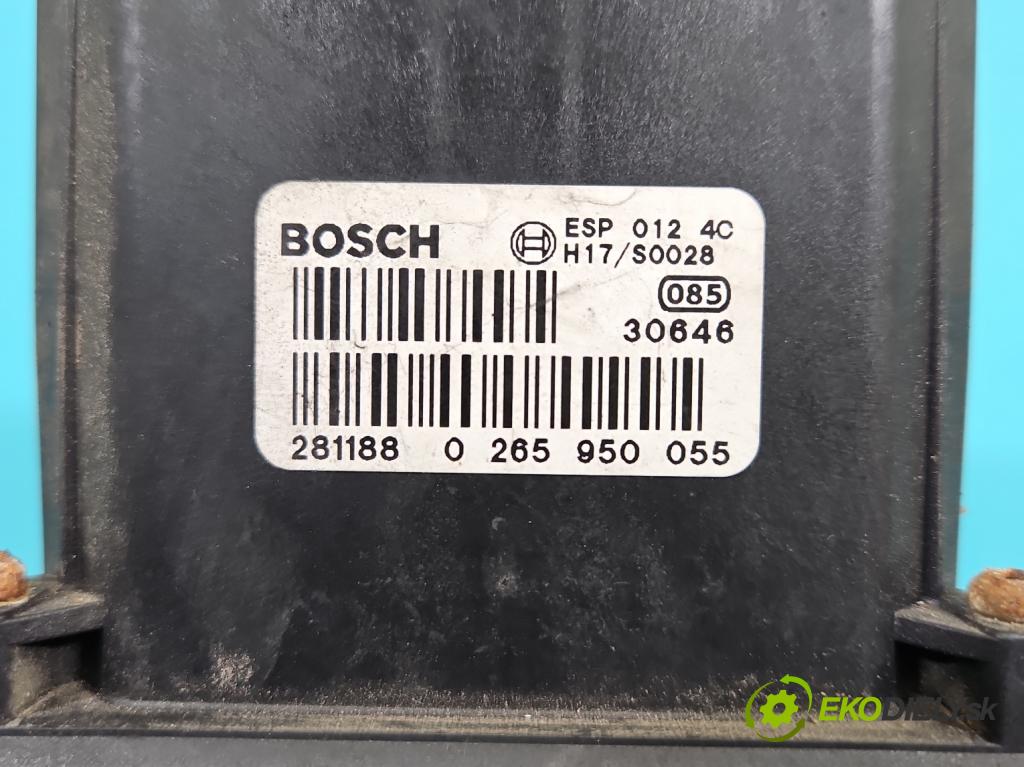 BOSCH
ESP 012 4C
H17/S0028
085
30646
281188 0 265 950 055
EKODIELY.sk